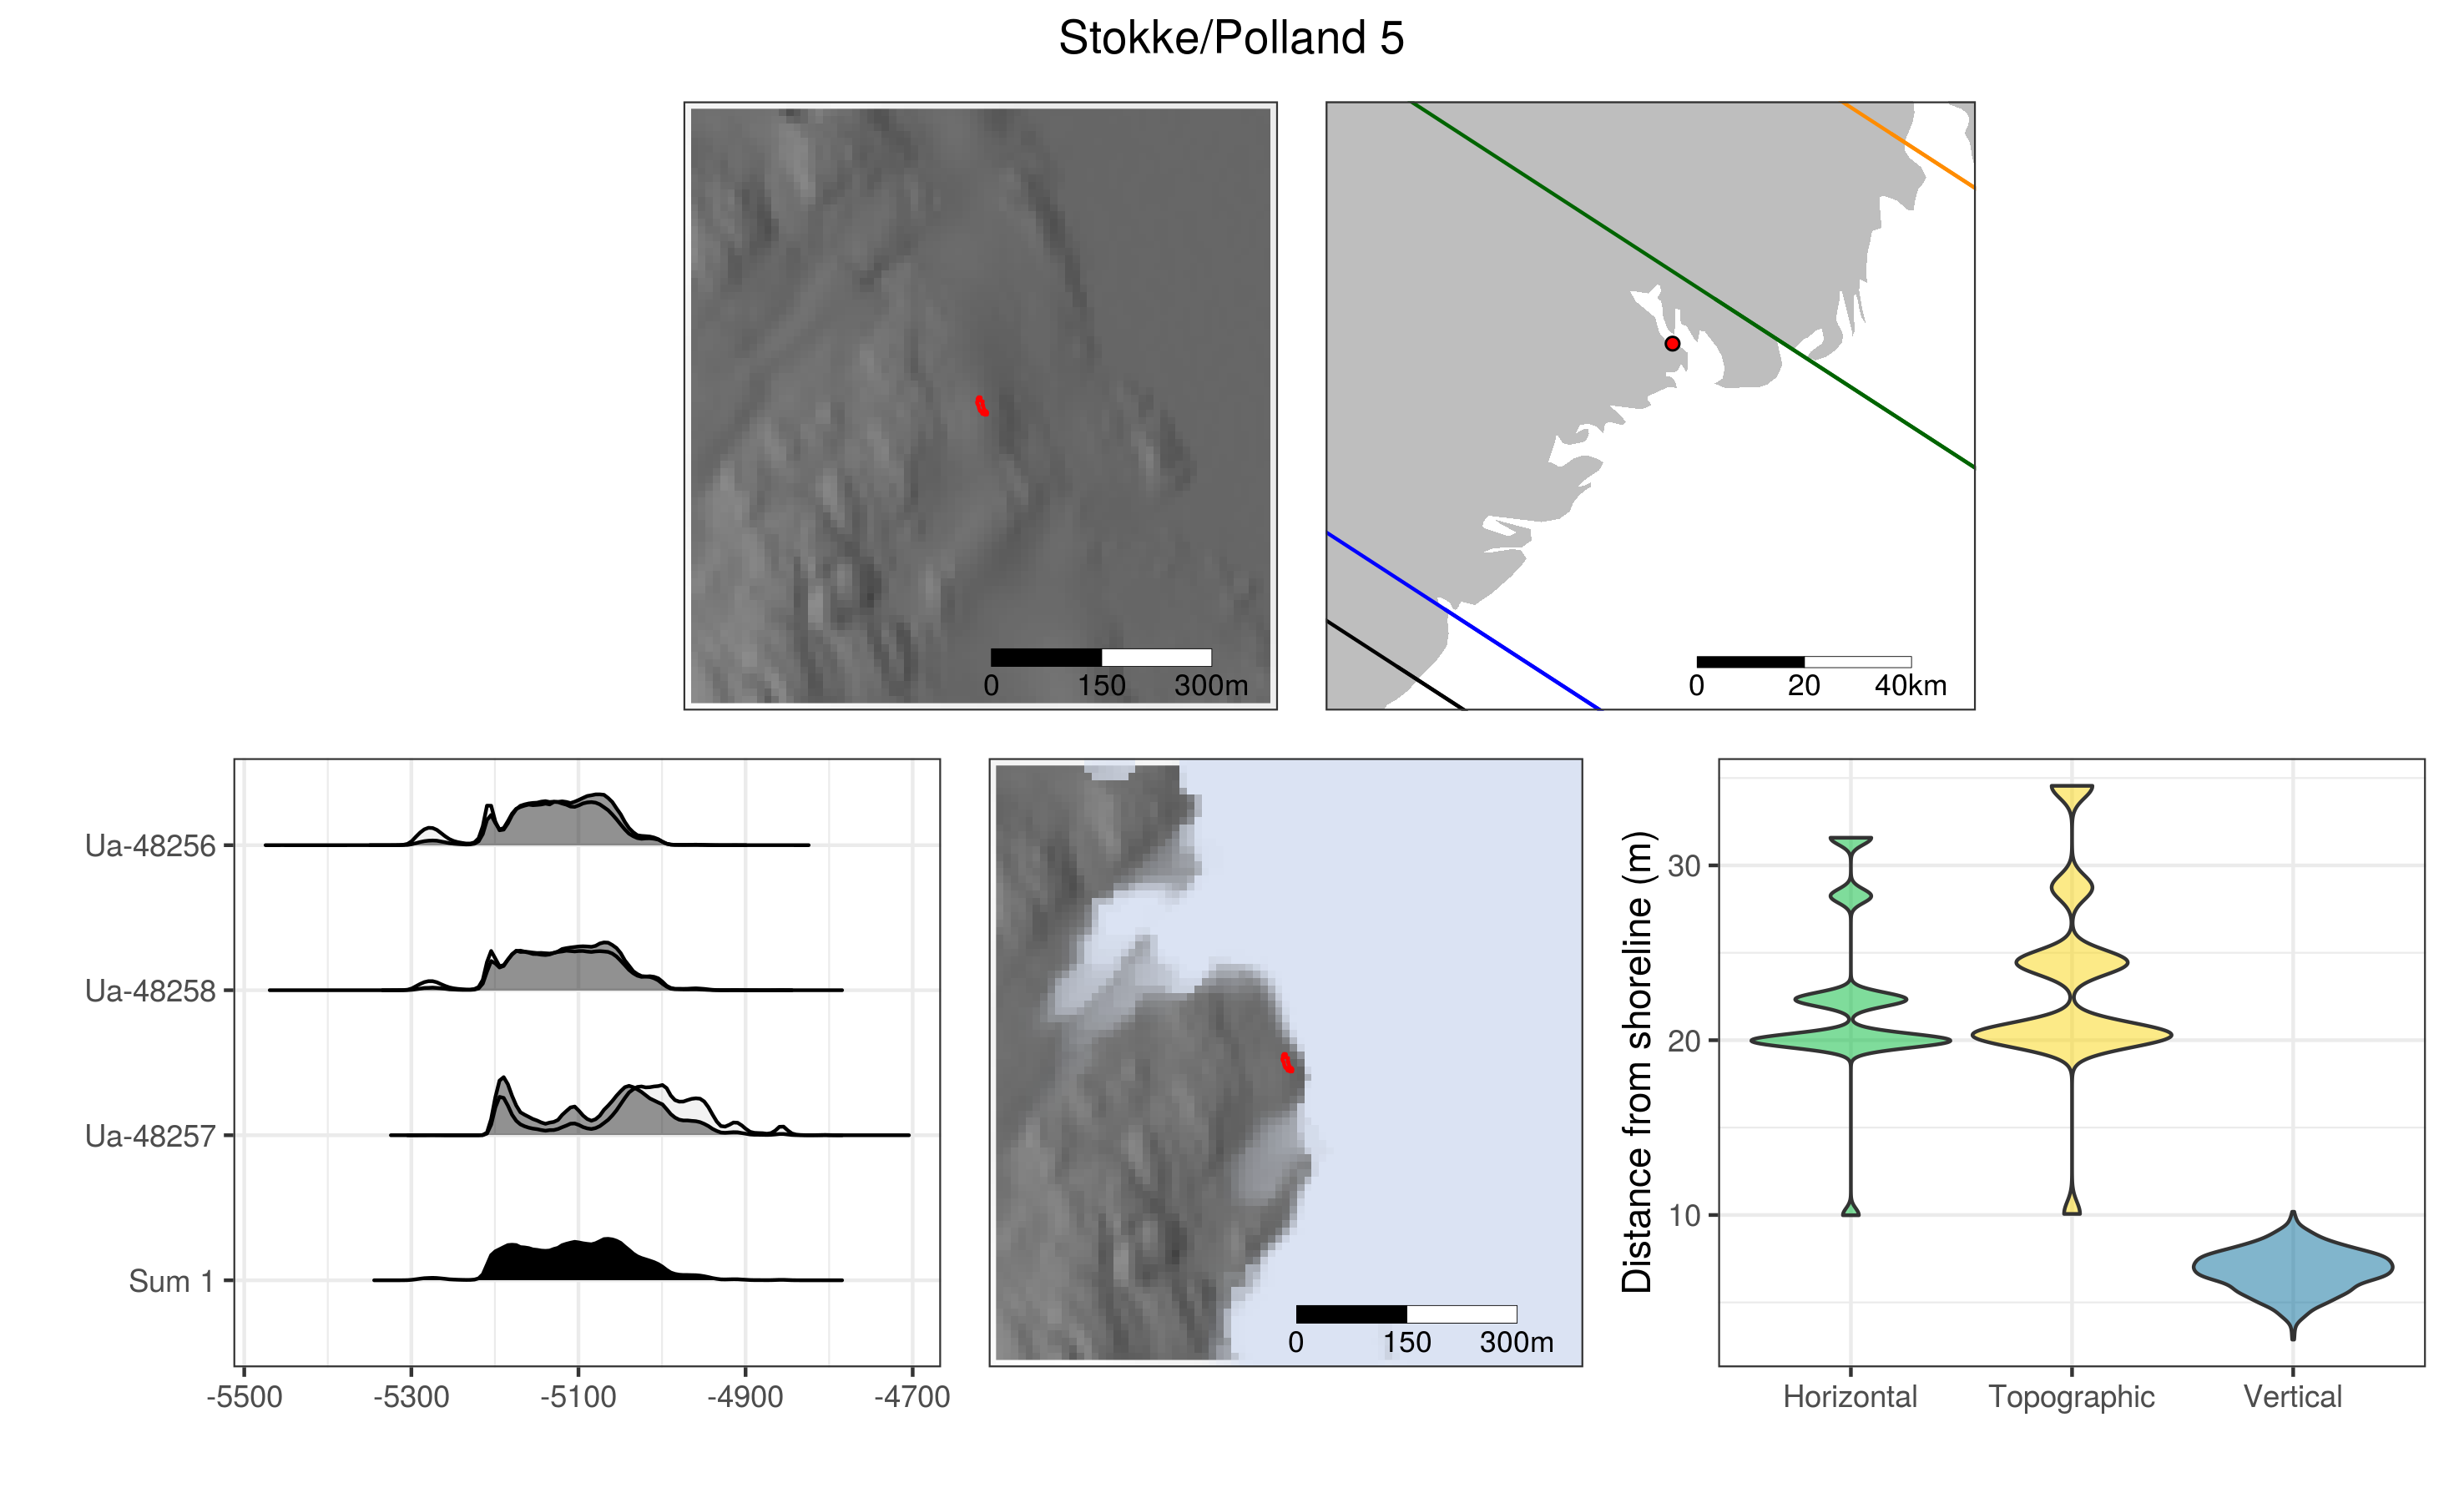 Stokke/Polland 5
0 150 300m
0 20 40km
Ua-48256
Ua-48258
Ua-48257
Sum 1
-5500 -5300 -5100 -4900 -4700
0 150 300m
Distance from shoreline (m)
30
20
10
Horizontal Topographic Vertical